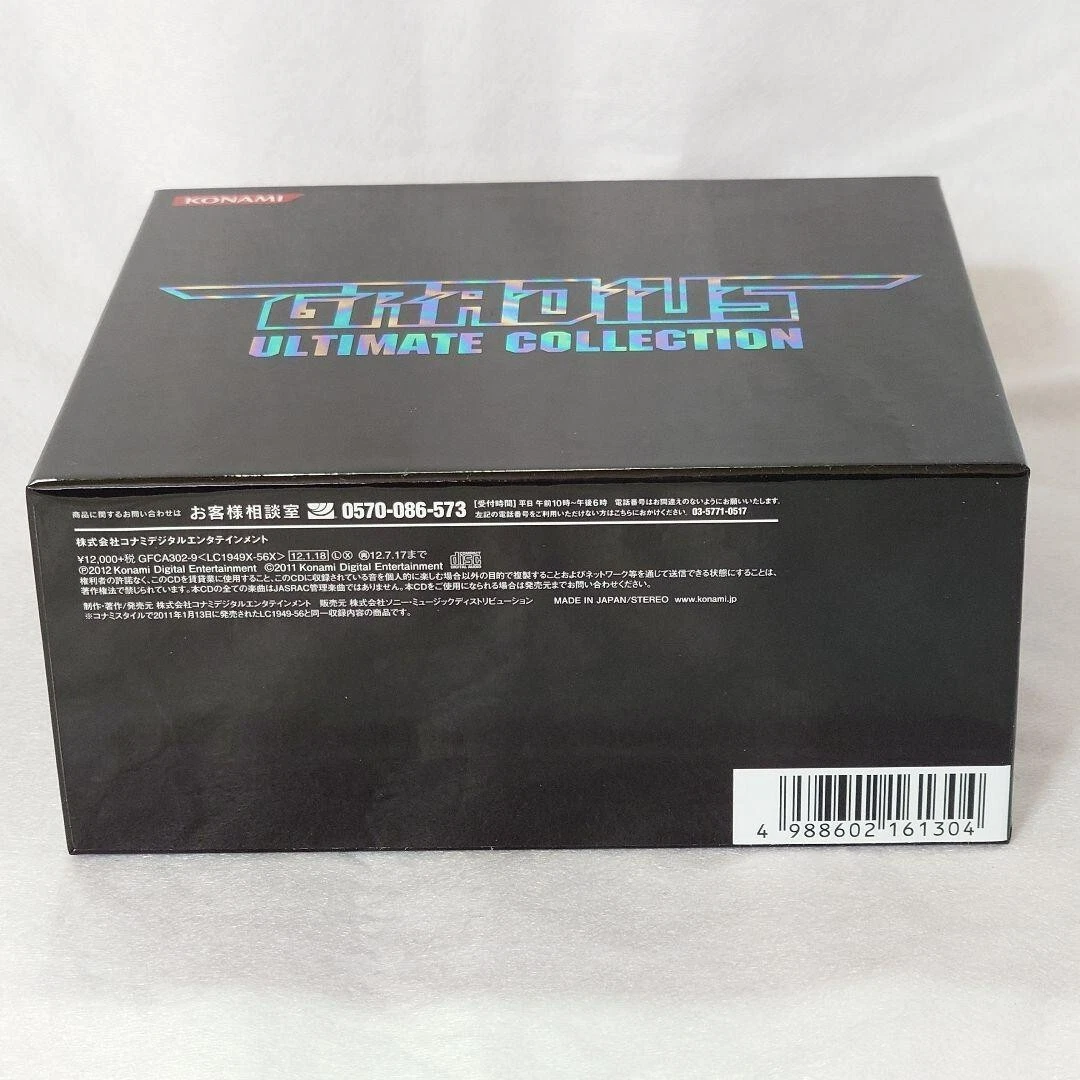 KONAMI
GRADIUS
ULTIMATE COLLECTION
商品に関するお問い合わせは お客様相談室 0570-086-573 [受付時間] 平日 午前10時~午後6時 電話番号はお間違えのないようにお願いいたします。
左記の電話番号をご利用いただけない方はこちらにおかけください。 03-5771-0517
株式会社コナミデジタルエンタテインメント
¥12,000+税 GFCA302-9<LC1949X-56X> 12.1.18 Ⓛ Ⓧ ㊙12.7.17まで COMPACT disc DIGITAL AUDIO
Ⓟ2012 Konami Digital Entertainment ©2011 Konami Digital Entertainment
権利者の許諾なく、このCDを賃貸業に使用すること、このCDに収録されている音を個人的に楽しむ場合以外の目的で複製することおよびネットワーク等を通じて送信できる状態にすることは、
著作権法で禁じられています。本CDの全ての楽曲はJASRAC管理楽曲ではありません。本CDをご使用になられる場合は発売元までお問い合わせください。
制作・著作/発売元 株式会社コナミデジタルエンタテインメント 販売元 株式会社ソニー・ミュージックディストリビューション MADE IN JAPAN/STEREO www.konami.jp
※コナミスタイルで2011年1月13日に発売されたLC1949-56と同一収録内容の商品です。
4 988602 161304